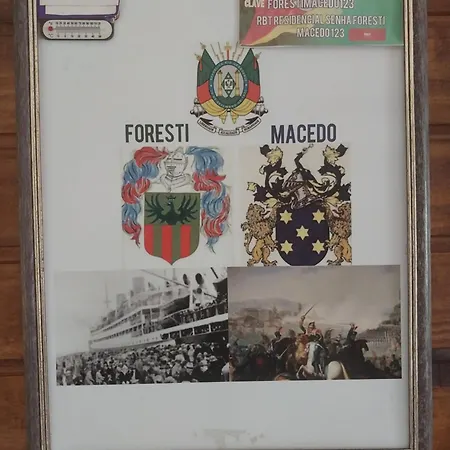 CLAVE FORESTIMACEDO123
RBT RESIDENCIAL SENHA FORESTI
MACEDO123
FORESTI MACEDO